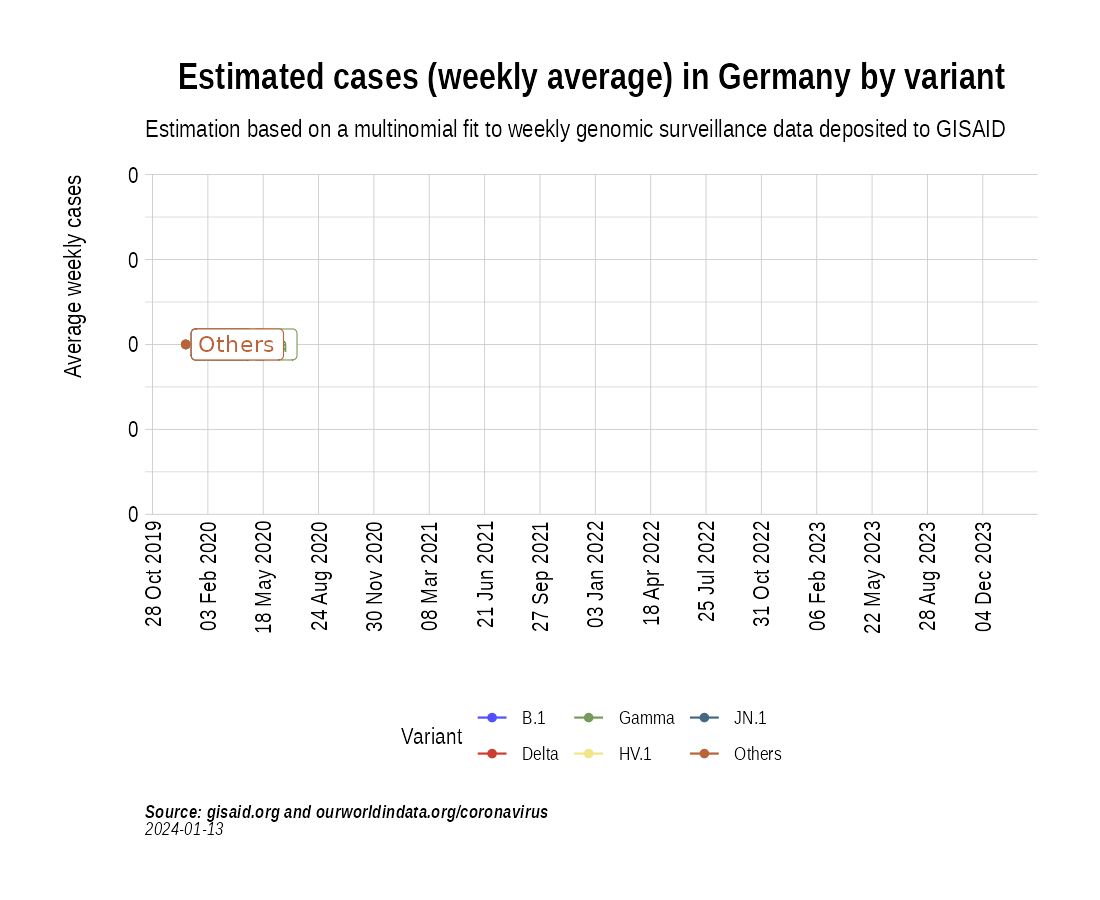 Estimated cases (weekly average) in Germany by variant
Estimation based on a multinomial fit to weekly genomic surveillance data deposited to GISAID
Average weekly cases
0
0
0
0
0
Others
28 Oct 2019
03 Feb 2020
18 May 2020
24 Aug 2020
30 Nov 2020
08 Mar 2021
21 Jun 2021
27 Sep 2021
03 Jan 2022
18 Apr 2022
25 Jul 2022
31 Oct 2022
06 Feb 2023
22 May 2023
28 Aug 2023
04 Dec 2023
Variant
B.1
Gamma
JN.1
Delta
HV.1
Others
Source: gisaid.org and ourworldindata.org/coronavirus
2024-01-13